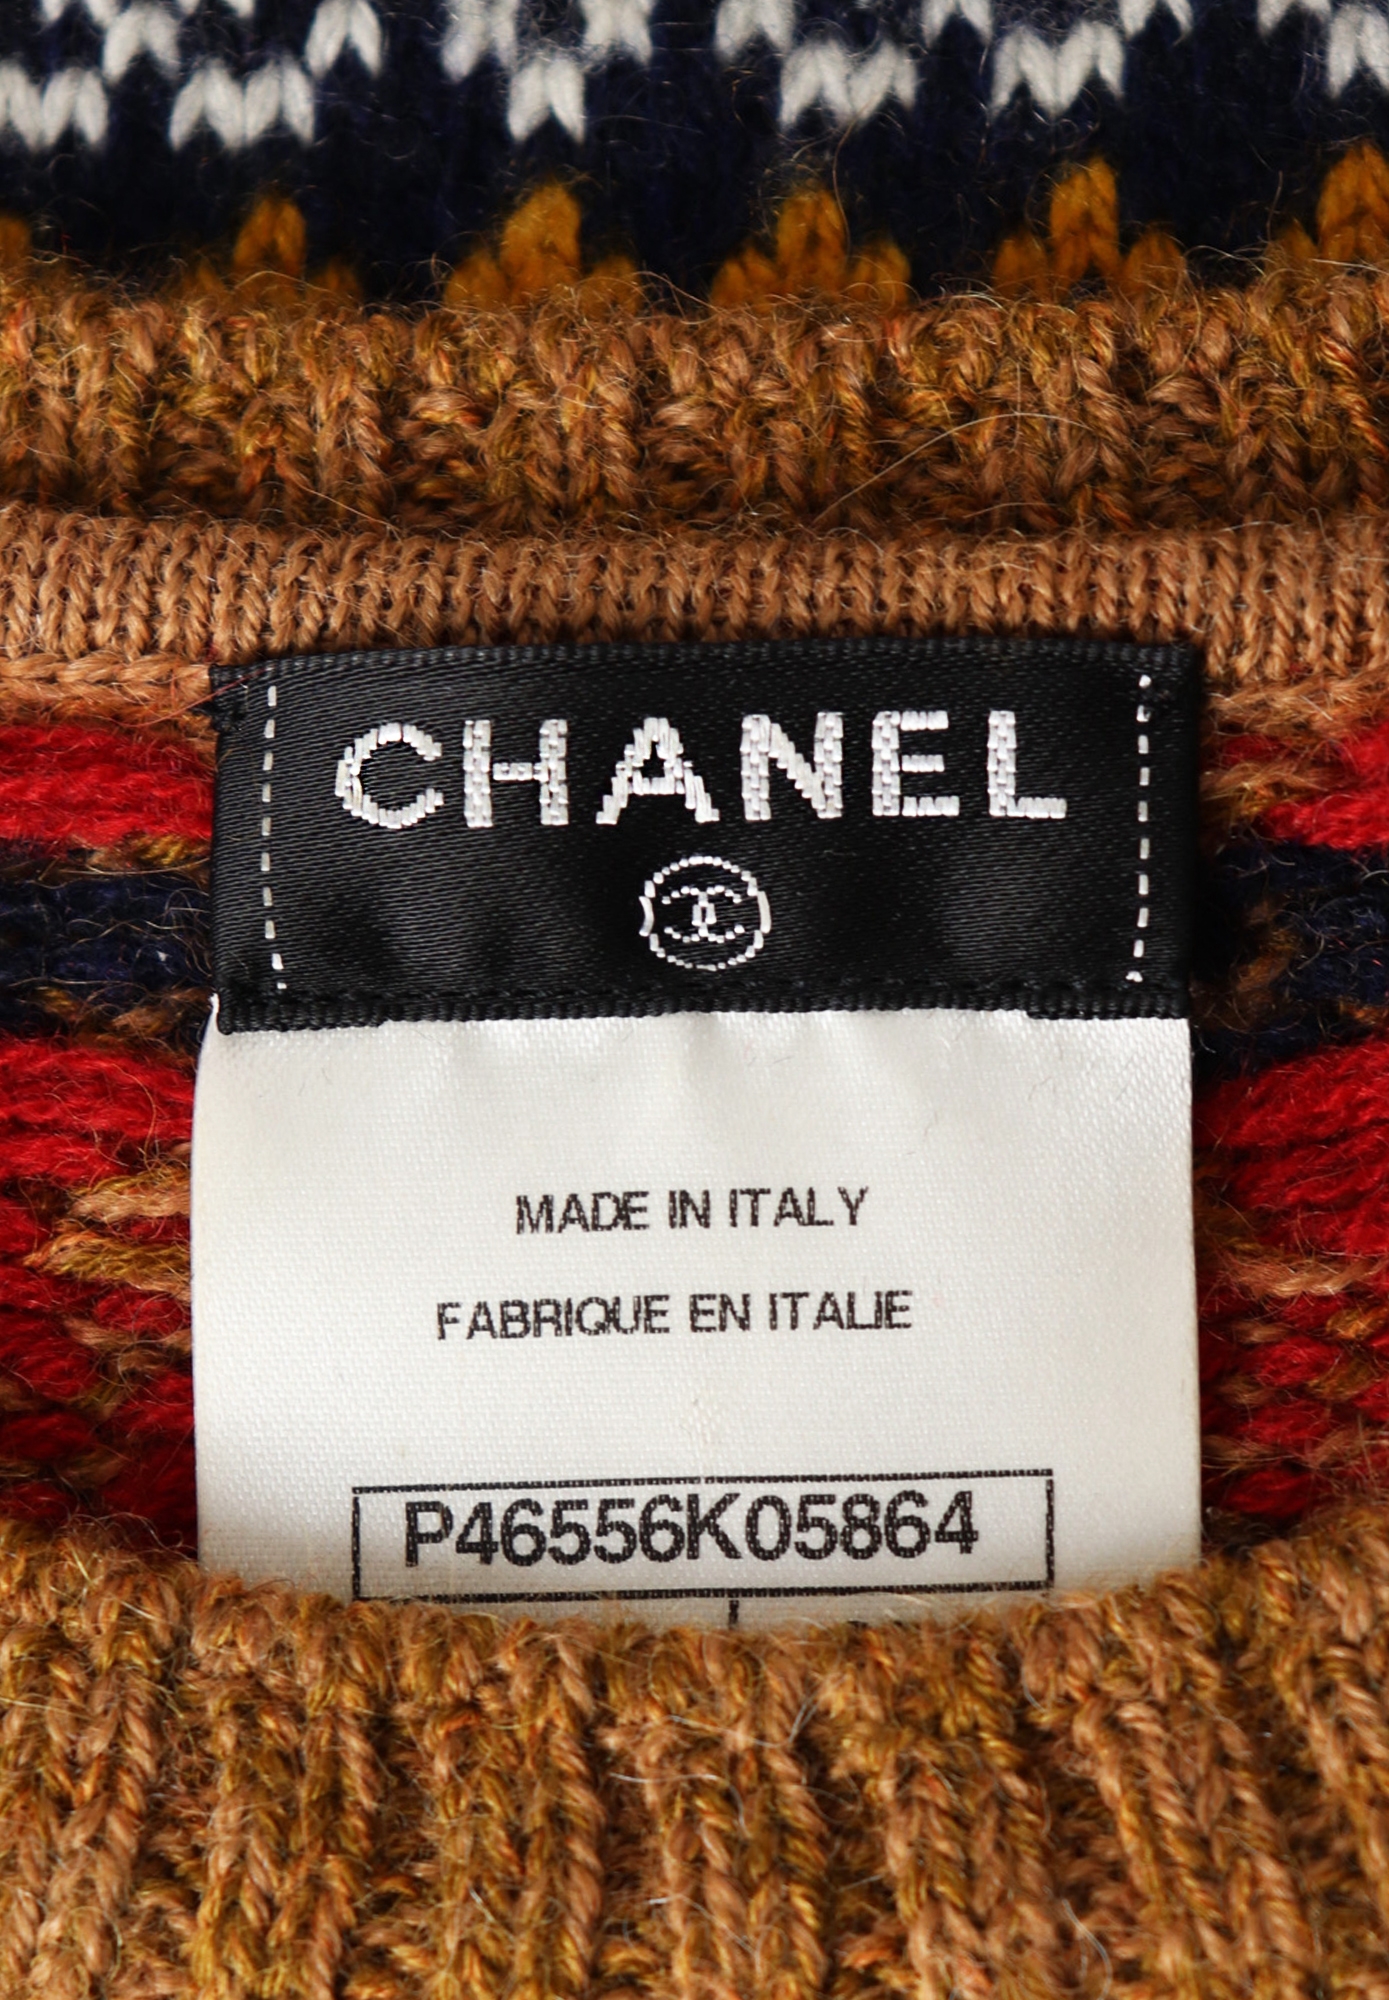 CHANEL
MADE IN ITALY
FABRIQUE EN ITALIE
P46556K05864